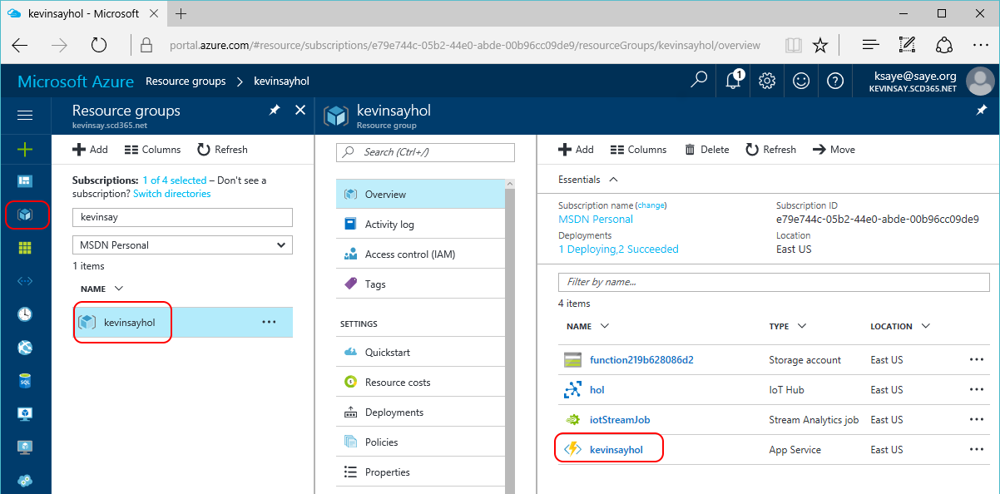 kevinsayhol - Microsoft
portal.azure.com/#resource/subscriptions/e79e744c-05b2-44e0-abde-00b96cc09de9/resourceGroups/kevinsayhol/overview
Microsoft Azure Resource groups > kevinsayhol
1
ksaye@saye.org
KEVINSAY.SCD365.NET
Resource groups
kevinsay.scd365.net
Add Columns Refresh
Subscriptions: 1 of 4 selected – Don't see a
subscription? Switch directories
kevinsay
MSDN Personal
1 items
NAME
kevinsayhol
kevinsayhol
Resource group
Search (Ctrl+/)
Overview
Activity log
Access control (IAM)
Tags
SETTINGS
Quickstart
Resource costs
Deployments
Policies
Properties
Add Columns Delete Refresh Move
Essentials
Subscription name (change)
MSDN Personal
Deployments
1 Deploying,2 Succeeded
Subscription ID
e79e744c-05b2-44e0-abde-00b96cc09de9
Location
East US
Filter by name...
4 items
NAME TYPE LOCATION
function219b628086d2 Storage account East US
hol IoT Hub East US
iotStreamJob Stream Analytics job East US
kevinsayhol App Service East US
SQL